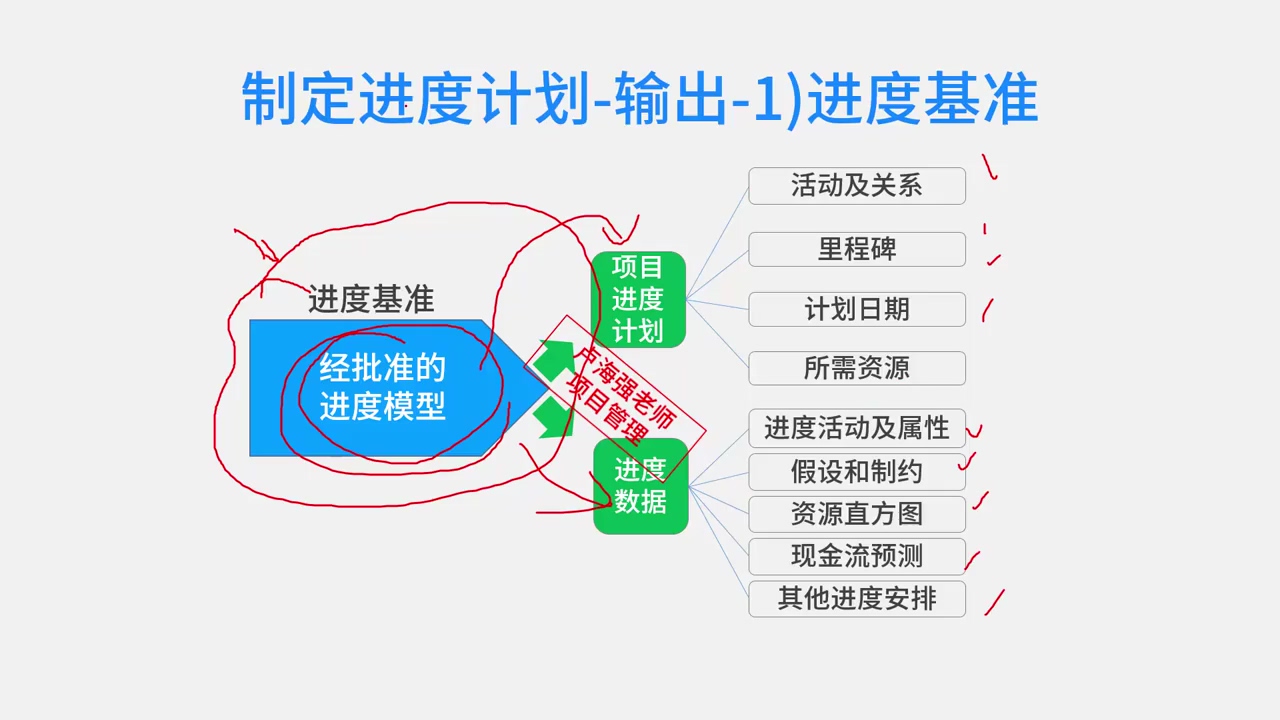 制定进度计划-输出-1)进度基准
进度基准
经批准的
进度模型
项目
进度
计划
活动及关系
里程碑
计划日期
所需资源
卢海强老师
项目管理
进度
数据
进度活动及属性
假设和制约
资源直方图
现金流预测
其他进度安排